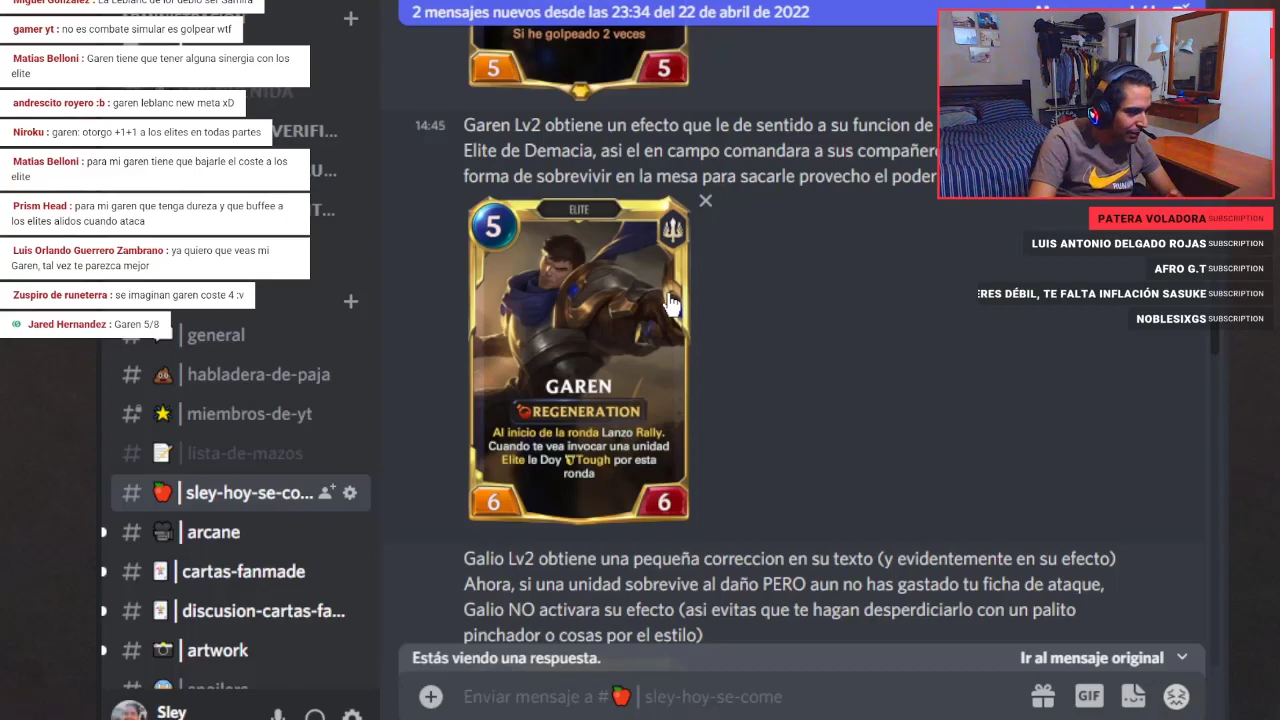 gamer yt : no es combate simular es golpear wtf
Matias Belloni : Garen tiene que tener alguna sinergia con los
elite
andrescito royero :b : garen leblanc new meta xD
Niroku : garen: otorgo +1+1 a los elites en todas partes
Matias Belloni : para mi garen tiene que bajarle el coste a los
elite
Prism Head : para mi garen que tenga dureza y que buffee a
los elites alidos cuando ataca
Luis Orlando Guerrero Zambrano : ya quiero que veas mi
Garen, tal vez te parezca mejor
Zuspiro de runeterra : se imaginan garen coste 4 :v
Jared Hernandez : Garen 5/8
VERIFI...
U...
T...
general
habladera-de-paja
miembros-de-yt
lista-de-mazos
sley-hoy-se-co...
arcane
cartas-fanmade
discusion-cartas-fa...
artwork
Sley
2 mensajes nuevos desde las 23:34 del 22 de abril de 2022
Si he golpeado 2 veces
5
5
14:45
Garen Lv2 obtiene un efecto que le de sentido a su funcion de
Elite de Demacia, asi el en campo comandara a sus compañero
forma de sobrevivir en la mesa para sacarle provecho el poder
5
ELITE
GAREN
REGENERATION
Al inicio de la ronda Lanzo Rally.
Cuando te vea invocar una unidad
Elite le Doy Tough por esta
ronda
6
6
Galio Lv2 obtiene una pequeña correccion en su texto (y evidentemente en su efecto)
Ahora, si una unidad sobrevive al daño PERO aun no has gastado tu ficha de ataque,
Galio NO activara su efecto (asi evitas que te hagan desperdiciarlo con un palito
pinchador o cosas por el estilo)
Estás viendo una respuesta.
Ir al mensaje original
Enviar mensaje a # | sley-hoy-se-come
GIF
PATERA VOLADORA SUBSCRIPTION
LUIS ANTONIO DELGADO ROJAS SUBSCRIPTION
AFRO G.T SUBSCRIPTION
ERES DÉBIL, TE FALTA INFLACIÓN SASUKE SUBSCRIPTION
NOBLESIXGS SUBSCRIPTION